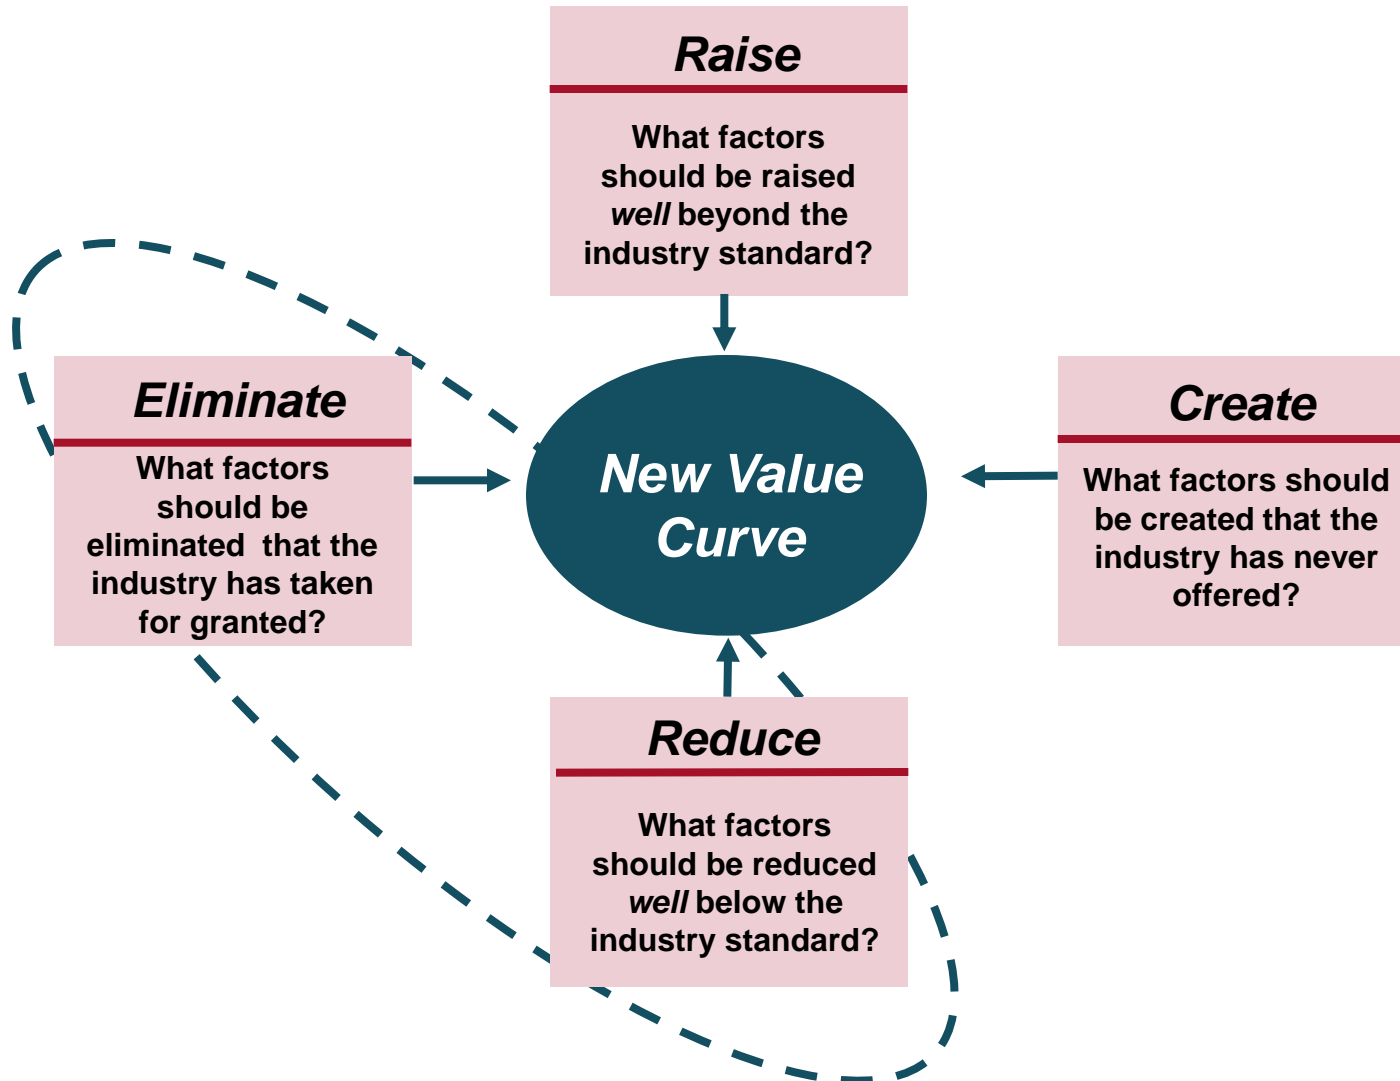 Raise
What factors
should be raised
well beyond the
industry standard?
Eliminate
What factors
should be
eliminated  that the
industry has taken
for granted?
New Value
Curve
Create
What factors should
be created that the
industry has never
offered?
Reduce
What factors
should be reduced
well below the
industry standard?